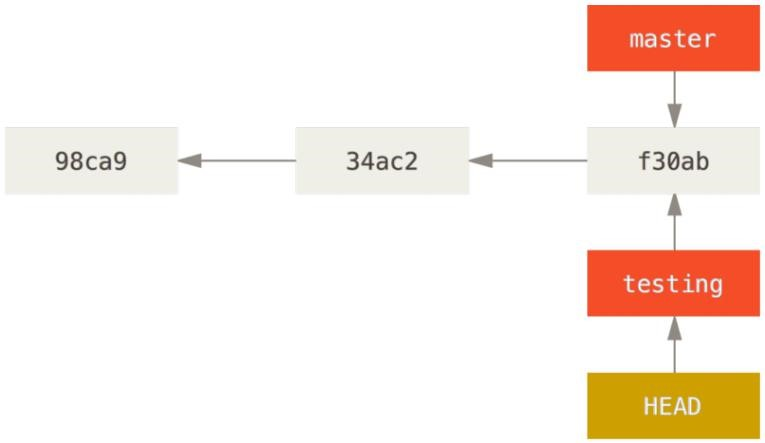 master
98ca9
34ac2
f30ab
testing
HEAD